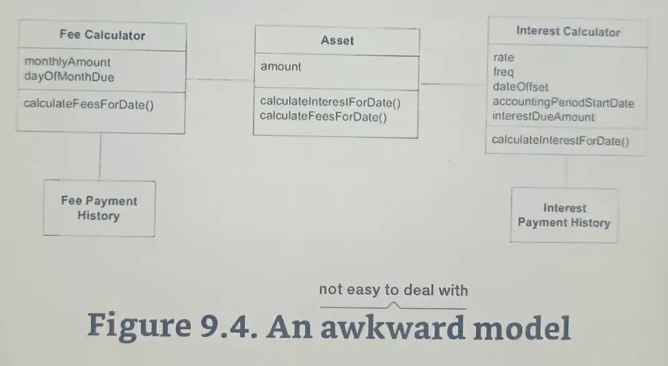 Fee Calculator
monthlyAmount
dayOfMonthDue
calculateFeesForDate()
Fee Payment
History
Asset
amount
calculateInterestForDate()
calculateFeesForDate()
Interest Calculator
rate
freq
dateOffset
accountingPeriodStartDate
interestDueAmount
calculateInterestForDate()
Interest
Payment History
not easy to deal with
Figure 9.4. An awkward model